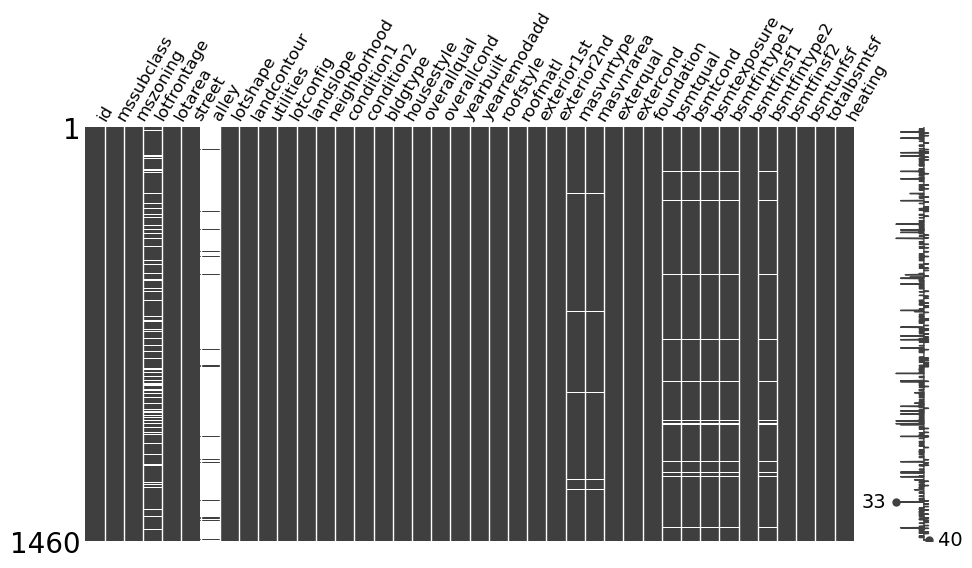 id
mssubclass
mszoning
lotfrontage
lotarea
street
alley
lotshape
landcontour
utilities
lotconfig
landslope
neighborhood
condition1
condition2
bldgtype
housestyle
overallqual
overallcond
yearbuilt
yearremodadd
roofstyle
roofmatl
exterior1st
exterior2nd
masvnrtype
masvnrarea
exterqual
extercond
foundation
bsmtqual
bsmtcond
bsmtexposure
bsmtfintype1
bsmtfinsf1
bsmtfintype2
bsmtfinsf2
bsmtunfsf
totalbsmtsf
heating
1
1460
33
40